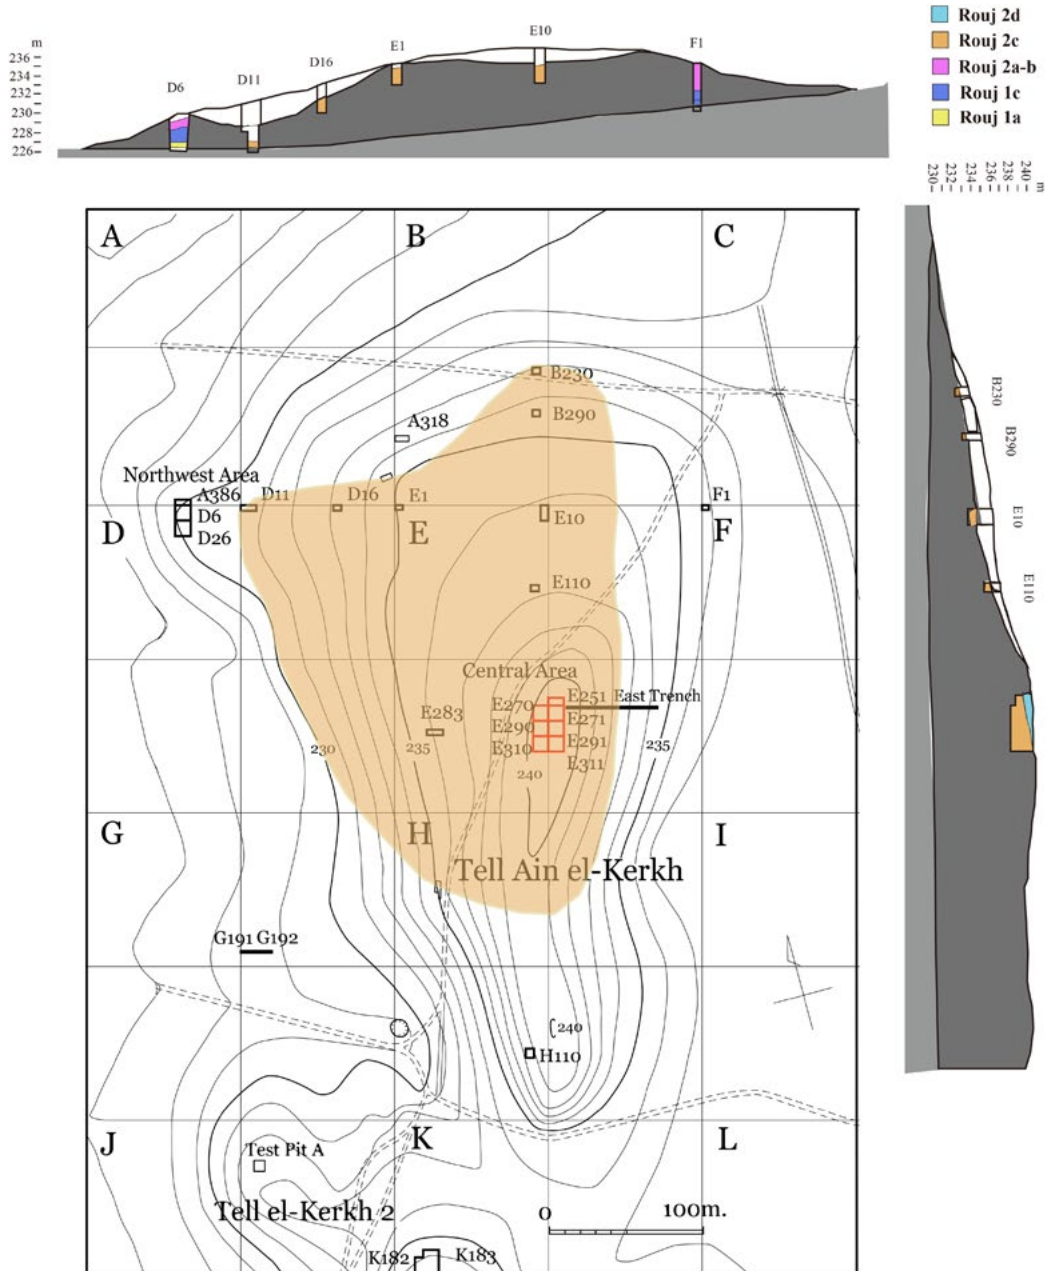 m
236
234
232
230
228
226
D6
D11
D16
E1
E10
F1
Rouj 2d
Rouj 2c
Rouj 2a-b
Rouj 1c
Rouj 1a
230
232
234
236
238
240
m
B230
B290
E10
E110
A
B
C
B230
B290
A318
Northwest Area
A386
D11
D16
E1
F1
D
D6
E
E10
F
D26
E110
Central Area
E251
East Trench
E270
E271
E283
E290
E291
E310
E311
230
235
235
240
G
H
I
Tell Ain el-Kerkh
G191 G192
240
H110
J
K
L
Test Pit A
Tell el-Kerkh 2
0
100m.
K182
K183